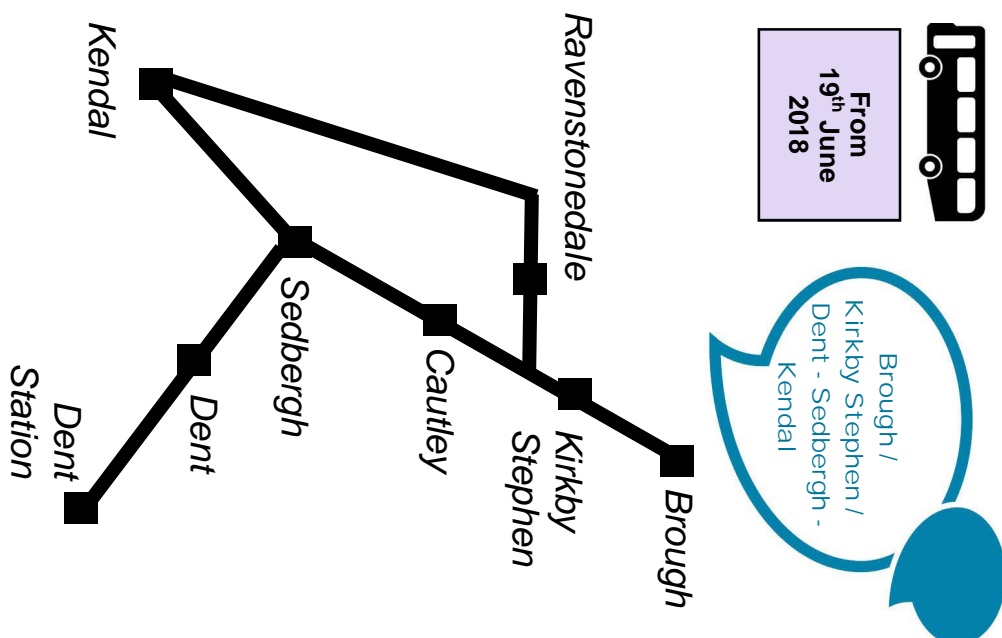 From
19th June
2018
Brough /
Kirkby Stephen /
Dent - Sedbergh -
Kendal
Brough
Kirkby
Stephen
Ravenstonedale
Cautley
Sedbergh
Kendal
Dent
Dent
Station